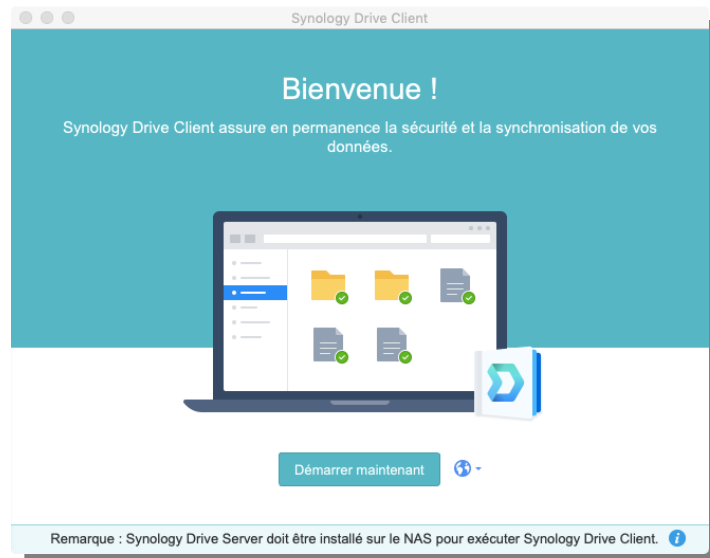 Synology Drive Client
Bienvenue !
Synology Drive Client assure en permanence la sécurité et la synchronisation de vos
données.
Démarrer maintenant
Remarque : Synology Drive Server doit être installé sur le NAS pour exécuter Synology Drive Client.